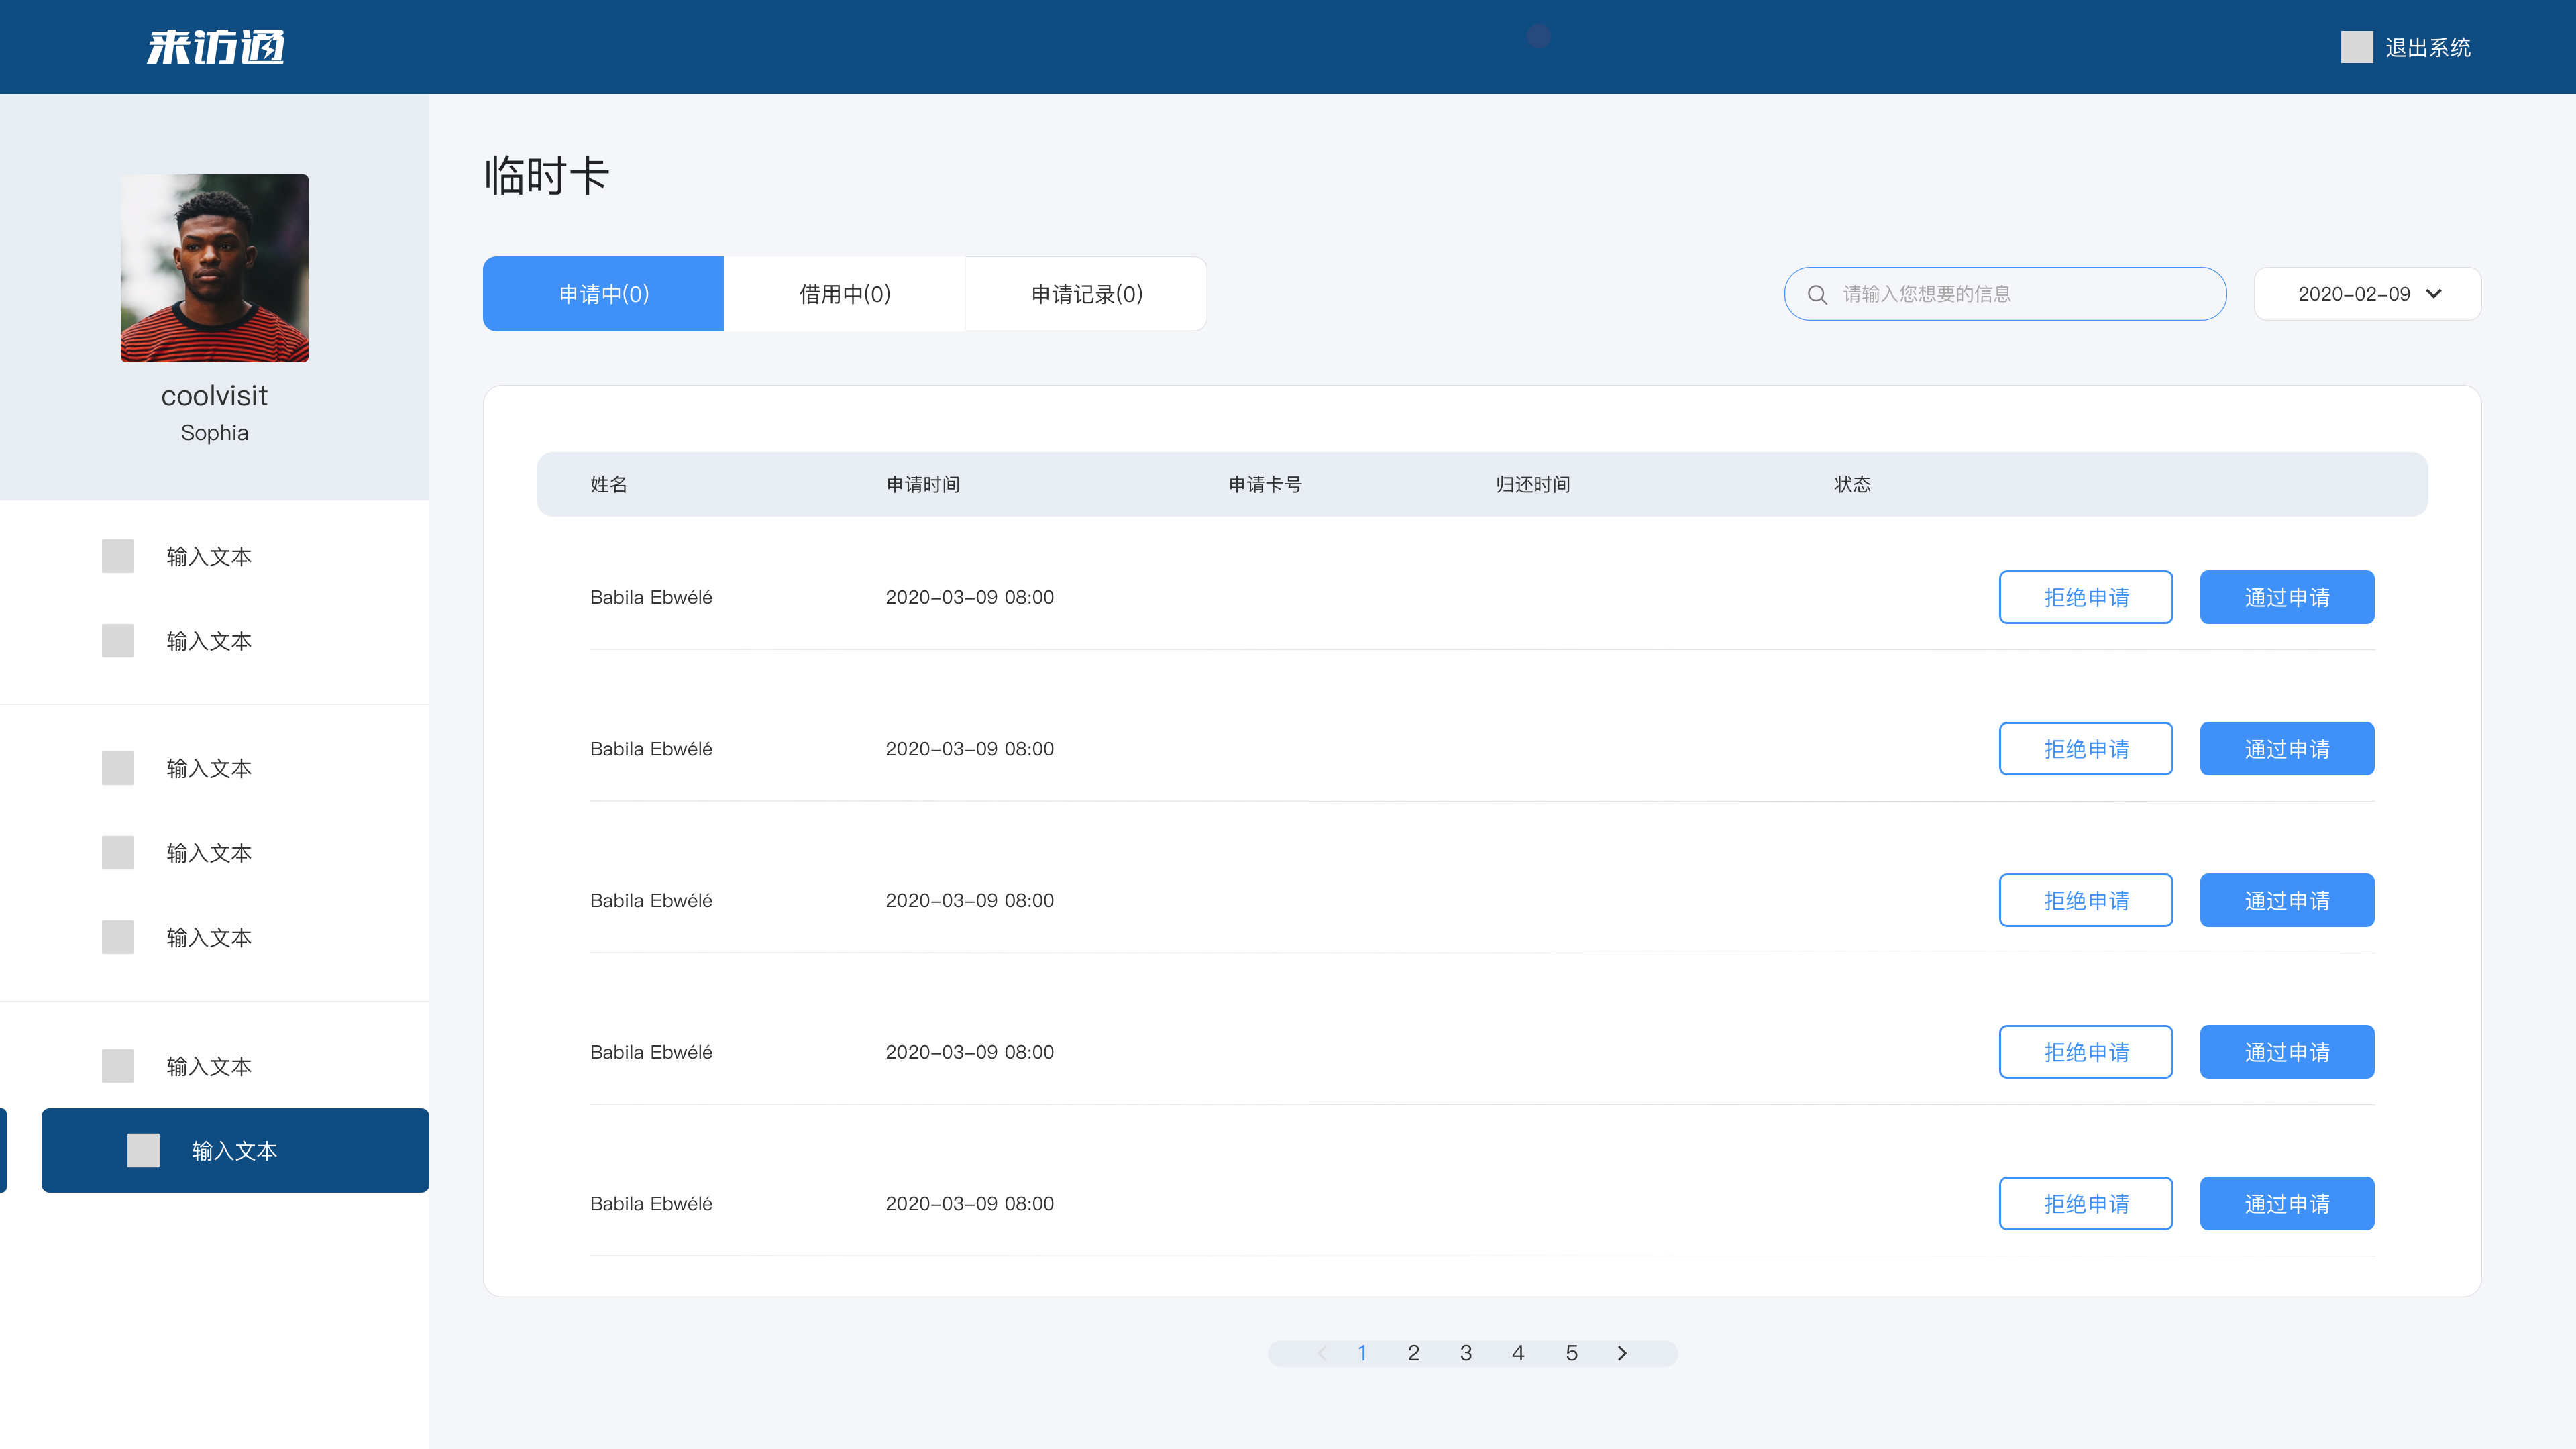 来访通
退出系统
coolvisit
Sophia
输入文本
输入文本
输入文本
输入文本
输入文本
输入文本
输入文本
临时卡
申请中(0) 借用中(0) 申请记录(0)
请输入您想要的信息
2020-02-09
姓名 申请时间 申请卡号 归还时间 状态
Babila Ebwélé 2020-03-09 08:00 拒绝申请 通过申请
Babila Ebwélé 2020-03-09 08:00 拒绝申请 通过申请
Babila Ebwélé 2020-03-09 08:00 拒绝申请 通过申请
Babila Ebwélé 2020-03-09 08:00 拒绝申请 通过申请
Babila Ebwélé 2020-03-09 08:00 拒绝申请 通过申请
1 2 3 4 5